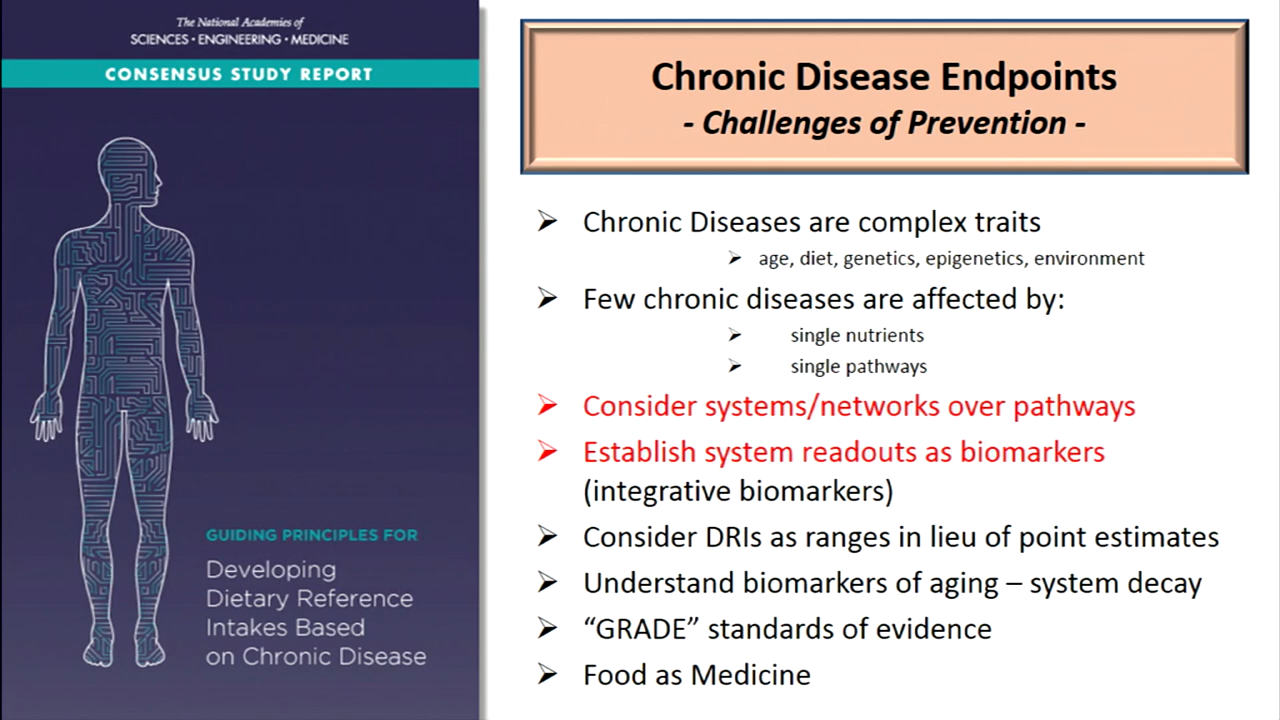 The National Academies of
SCIENCES • ENGINEERING • MEDICINE
CONSENSUS STUDY REPORT
GUIDING PRINCIPLES FOR
Developing
Dietary Reference
Intakes Based
on Chronic Disease
Chronic Disease Endpoints
- Challenges of Prevention -
Chronic Diseases are complex traits
age, diet, genetics, epigenetics, environment
Few chronic diseases are affected by:
single nutrients
single pathways
Consider systems/networks over pathways
Establish system readouts as biomarkers
(integrative biomarkers)
Consider DRIs as ranges in lieu of point estimates
Understand biomarkers of aging – system decay
“GRADE” standards of evidence
Food as Medicine